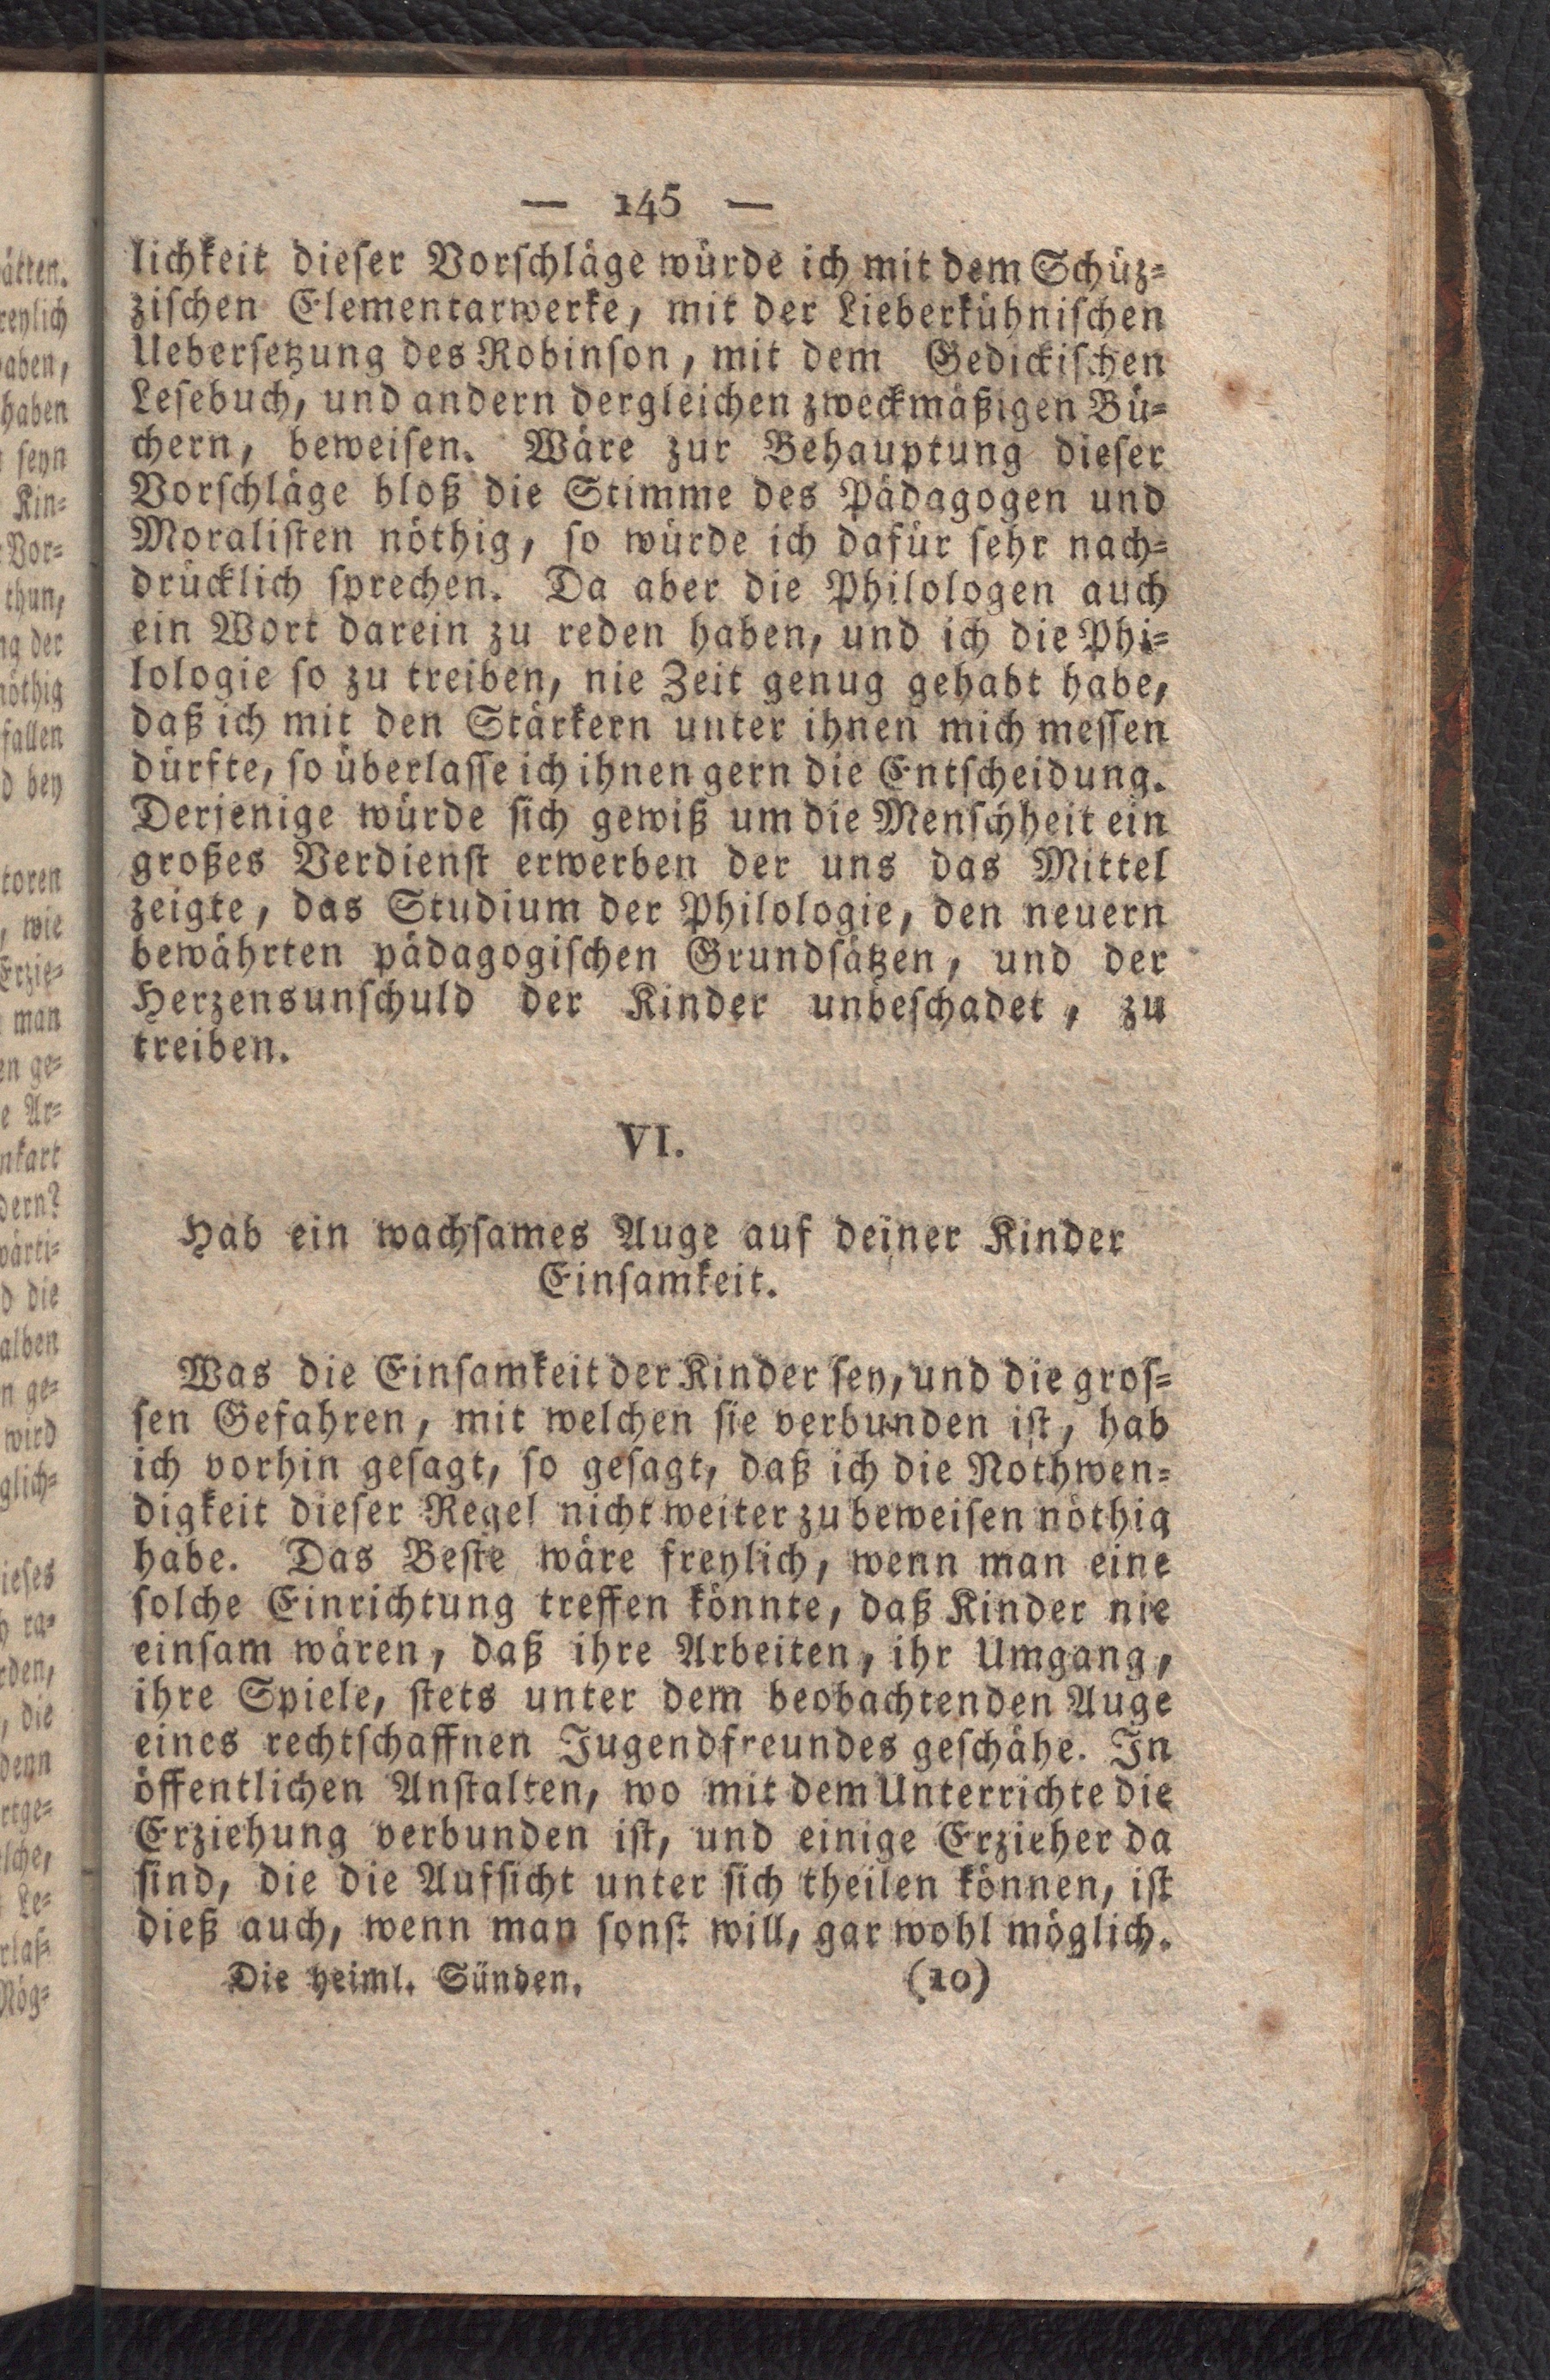 — 145 —
lichkeit dieser Vorschläge würde ich mit dem Schüz-
zischen Elementarwerke, mit der Lieberkühnischen
Uebersetzung des Robinson, mit dem Gedickischen
Lesebuch, und andern dergleichen zweckmäßigen Bü-
chern, beweisen. Wäre zur Behauptung dieser
Vorschläge bloß die Stimme des Pädagogen und
Moralisten nöthig, so würde ich dafür sehr nach-
drücklich sprechen. Da aber die Philologen auch
ein Wort darein zu reden haben, und ich die Phi-
lologie so zu treiben, nie Zeit genug gehabt habe,
daß ich mit den Stärkern unter ihnen mich messen
dürfte, so überlasse ich ihnen gern die Entscheidung.
Derjenige würde sich gewiß um die Menschheit ein
großes Verdienst erwerben der uns das Mittel
zeigte, das Studium der Philologie, den neuern
bewährten pädagogischen Grundsätzen, und der
Herzensunschuld der Kinder unbeschadet, zu
treiben.
VI.
Hab ein wachsames Auge auf deiner Kinder
Einsamkeit.
Was die Einsamkeit der Kinder sey, und die gros-
sen Gefahren, mit welchen sie verbunden ist, hab
ich vorhin gesagt, so gesagt, daß ich die Nothwen-
digkeit dieser Regel nicht weiter zu beweisen nöthig
habe. Das Beste wäre freylich, wenn man eine
solche Einrichtung treffen könnte, daß Kinder nie
einsam wären, daß ihre Arbeiten, ihr Umgang,
ihre Spiele, stets unter dem beobachtenden Auge
eines rechtschaffnen Jugendfreundes geschähe. In
öffentlichen Anstalten, wo mit dem Unterrichte die
Erziehung verbunden ist, und einige Erzieher da
sind, die die Aufsicht unter sich theilen können, ist
dieß auch, wenn man sonst will, gar wohl möglich.
Die heiml. Sünden. (10)